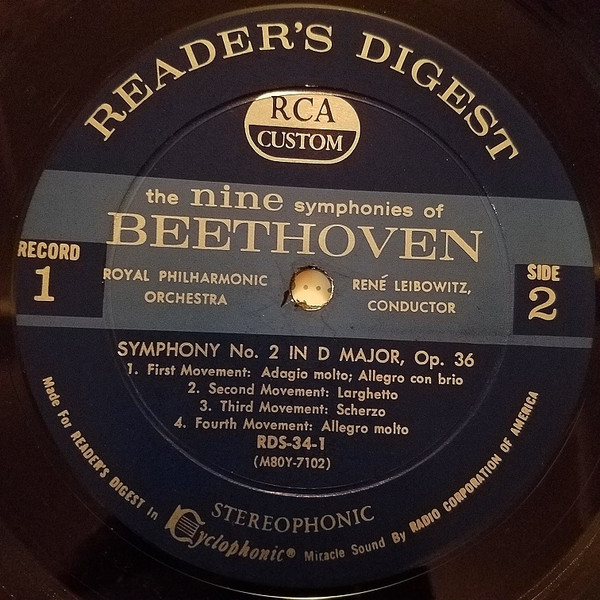 READER'S DIGEST
RCA
CUSTOM
the nine symphonies of
BEETHOVEN
RECORD
1
ROYAL PHILHARMONIC
ORCHESTRA
RENÉ LEIBOWITZ,
CONDUCTOR
SIDE
2
SYMPHONY No. 2 IN D MAJOR, Op. 36
1. First Movement: Adagio molto; Allegro con brio
2. Second Movement: Larghetto
3. Third Movement: Scherzo
4. Fourth Movement: Allegro molto
RDS-34-1
(M80Y-7102)
STEREOPHONIC
Made For READER'S DIGEST in Cyclophonic® Miracle Sound By RADIO CORPORATION OF AMERICA